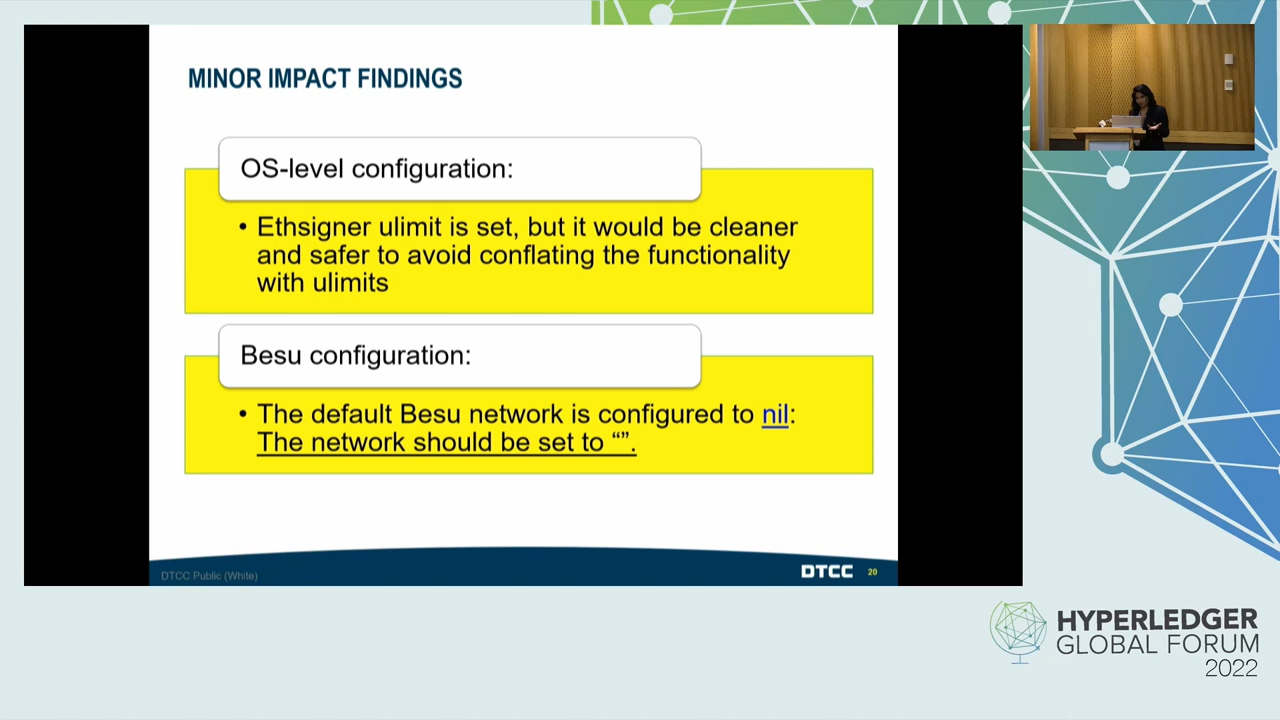 MINOR IMPACT FINDINGS
OS-level configuration:
• Ethsigner ulimit is set, but it would be cleaner
and safer to avoid conflating the functionality
with ulimits
Besu configuration:
• The default Besu network is configured to nil:
The network should be set to “”.
DTCC Public (White)
DTCC
20
HYPERLEDGER
GLOBAL FORUM
2022